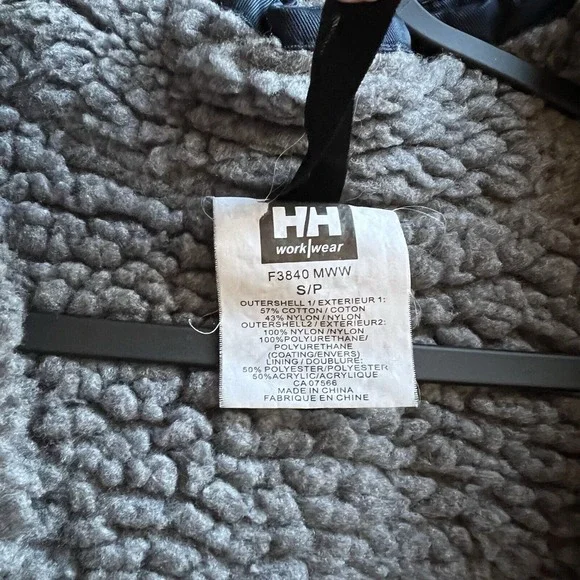 HH
work/wear
F3840 MWW
S/P
OUTERSHELL 1/ EXTERIEUR 1:
57% COTTON / COTON
43% NYLON / NYLON
OUTERSHELL2 / EXTERIEUR2:
100% NYLON /NYLON
100%POLYURETHANE/
POLYURETHANE
(COATING/ENVERS)
LINING / DOUBLURE:
50% POLYESTER/POLYESTER
50%ACRYLIC/ACRYLIQUE
CA 07566
MADE IN CHINA
FABRIQUE EN CHINE